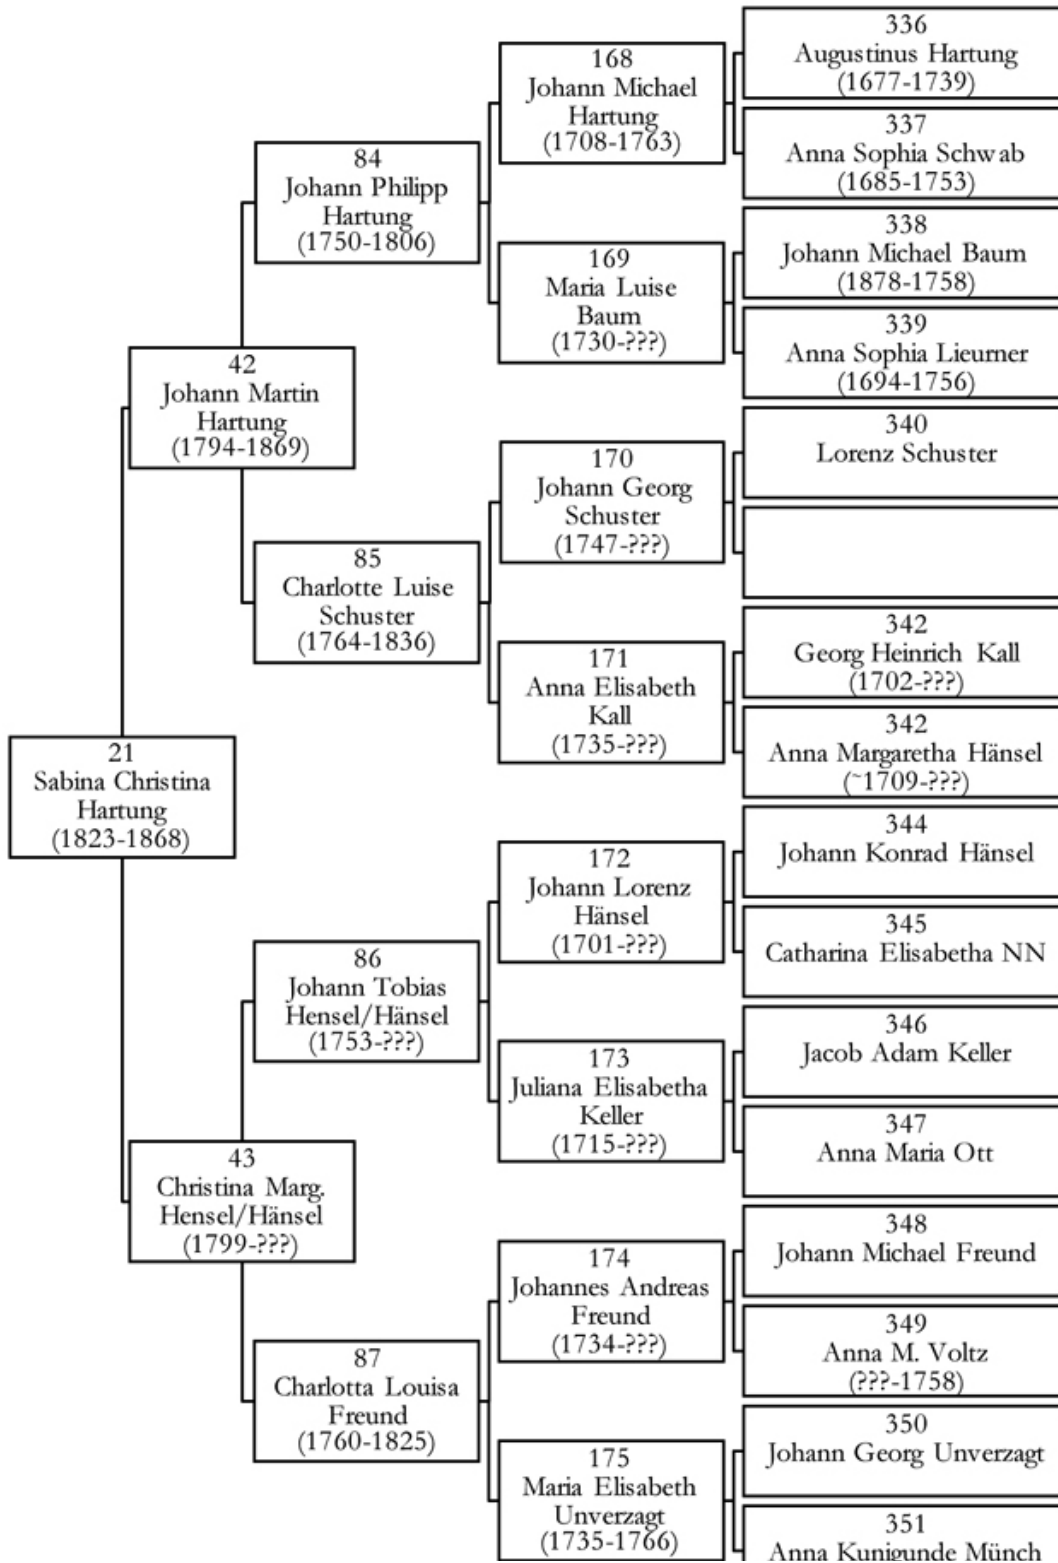 21
Sabina Christina
Hartung
(1823-1868)
42
Johann Martin
Hartung
(1794-1869)
43
Christina Marg.
Hensel/Hänsel
(1799-???)
84
Johann Philipp
Hartung
(1750-1806)
85
Charlotte Luise
Schuster
(1764-1836)
86
Johann Tobias
Hensel/Hänsel
(1753-???)
87
Charlotta Louisa
Freund
(1760-1825)
168
Johann Michael
Hartung
(1708-1763)
169
Maria Luise
Baum
(1730-???)
170
Johann Georg
Schuster
(1747-???)
171
Anna Elisabeth
Kall
(1735-???)
172
Johann Lorenz
Hänsel
(1701-???)
173
Juliana Elisabetha
Keller
(1715-???)
174
Johannes Andreas
Freund
(1734-???)
175
Maria Elisabeth
Unverzagt
(1735-1766)
336
Augustinus Hartung
(1677-1739)
337
Anna Sophia Schwab
(1685-1753)
338
Johann Michael Baum
(1878-1758)
339
Anna Sophia Lieurner
(1694-1756)
340
Lorenz Schuster
342
Georg Heinrich Kall
(1702-???)
342
Anna Margaretha Hänsel
(~1709-???)
344
Johann Konrad Hänsel
345
Catharina Elisabetha NN
346
Jacob Adam Keller
347
Anna Maria Ott
348
Johann Michael Freund
349
Anna M. Voltz
(???-1758)
350
Johann Georg Unverzagt
351
Anna Kunigunde Münch